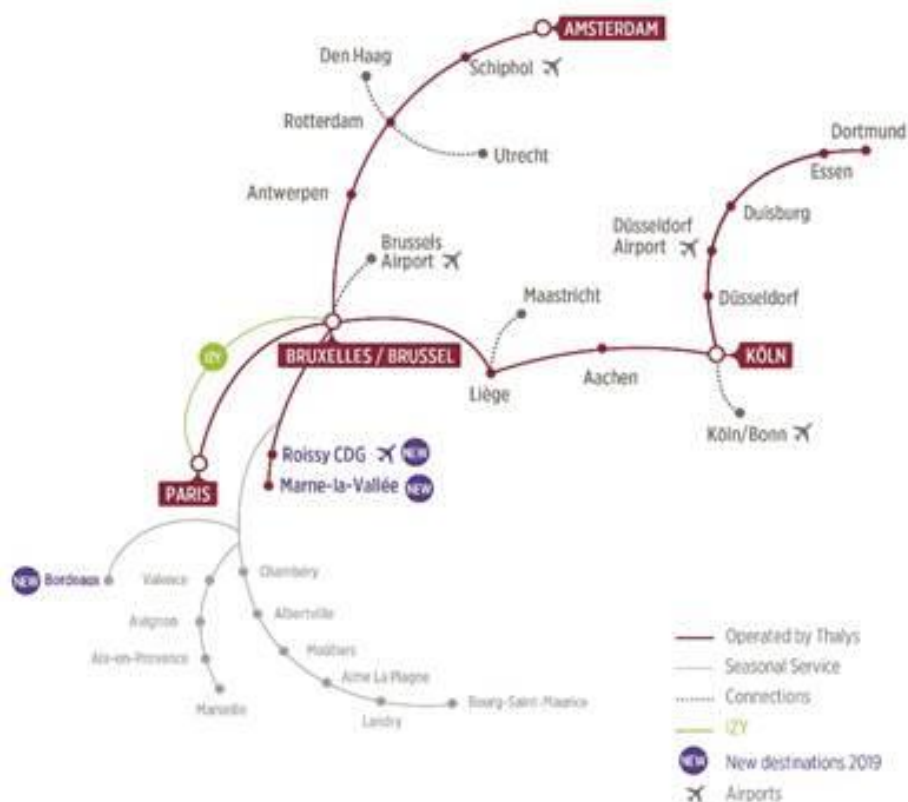 AMSTERDAM
Den Haag
Schiphol
Rotterdam
Utrecht
Dortmund
Essen
Antwerpen
Duisburg
Düsseldorf
Airport
Brussels
Airport
Düsseldorf
Maastricht
IZY
BRUXELLES / BRUSSEL
KÖLN
Aachen
Liège
Köln/Bonn
Roissy CDG NEW
PARIS
Marne-la-Vallée NEW
NEW Bordeaux
Valence
Chambéry
Avignon
Albertville
Aix-en-Provence
Moûtiers
Marseille
Aime La Plagne
Landry
Bourg-Saint-Maurice
Operated by Thalys
Seasonal Service
Connections
IZY
NEW New destinations 2019
Airports